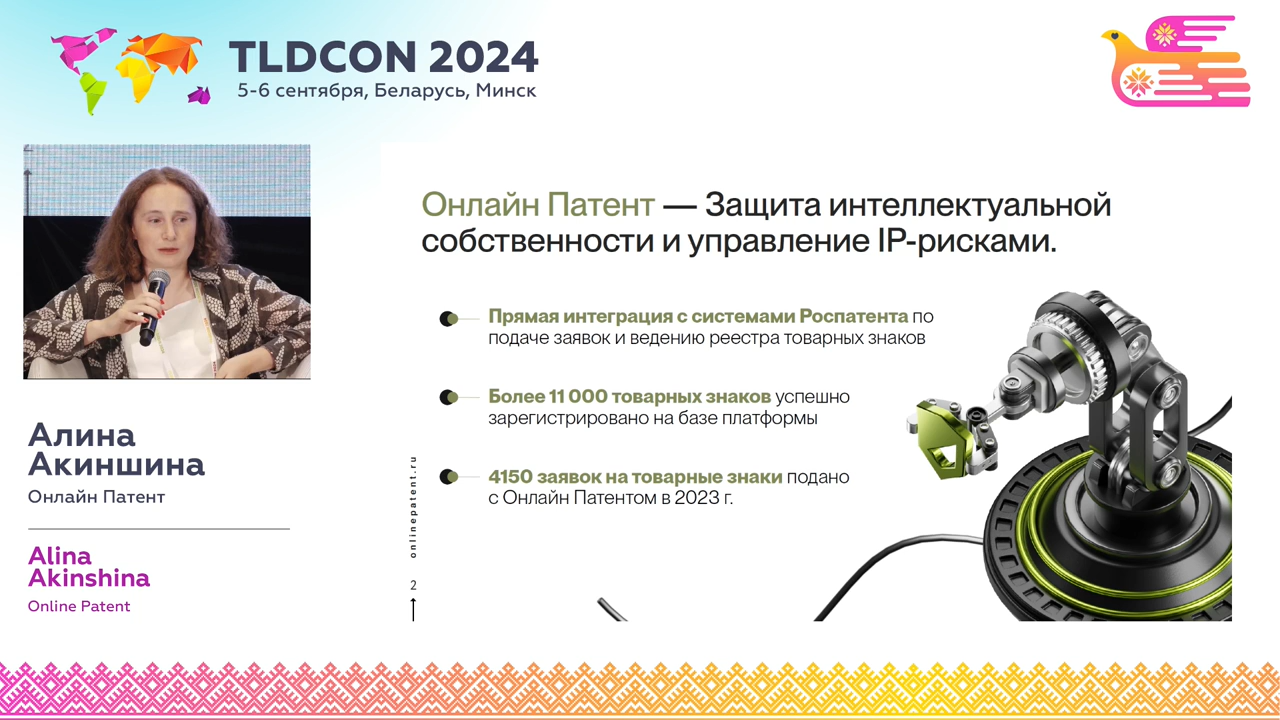 TLDCON 2024
5-6 сентября, Беларусь, Минск
Алина
Акиншина
Онлайн Патент
Alina
Akinshina
Online Patent
Онлайн Патент — Защита интеллектуальной
собственности и управление IP-рисками.
Прямая интеграция с системами Роспатента по
подаче заявок и ведению реестра товарных знаков
Более 11 000 товарных знаков успешно
зарегистрировано на базе платформы
4150 заявок на товарные знаки подано
с Онлайн Патентом в 2023 г.
onlinepatent.ru
2